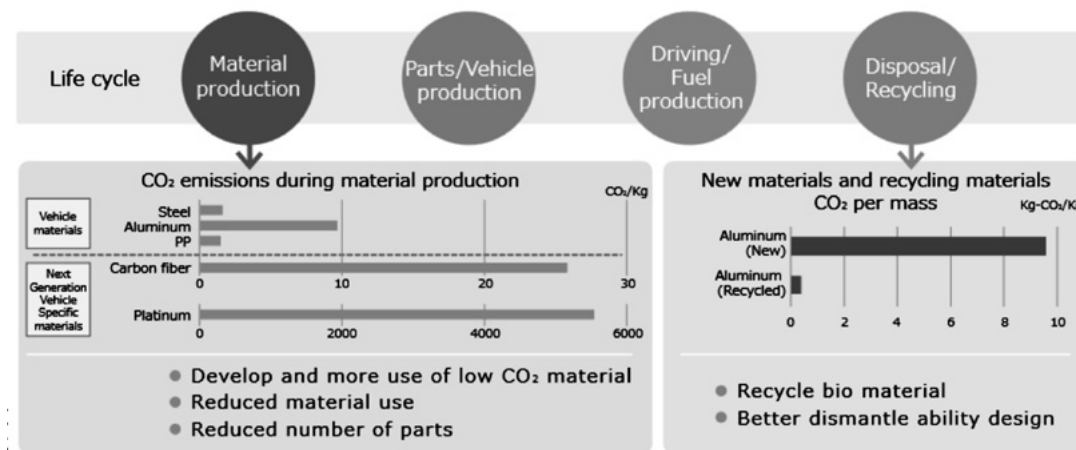 Life cycle
Material
production
Parts/Vehicle
production
Driving/
Fuel
production
Disposal/
Recycling
CO₂ emissions during material production
CO₂/Kg
Vehicle
materials
Steel
Aluminum
PP
Carbon fiber
0 10 20 30
Next
Generation
Vehicle
Specific
materials
Platinum
0 2000 4000 6000
Develop and more use of low CO₂ material
Reduced material use
Reduced number of parts
New materials and recycling materials
CO₂ per mass
Kg-CO₂/K
Aluminum
(New)
Aluminum
(Recycled)
0 2 4 6 8 10
Recycle bio material
Better dismantle ability design